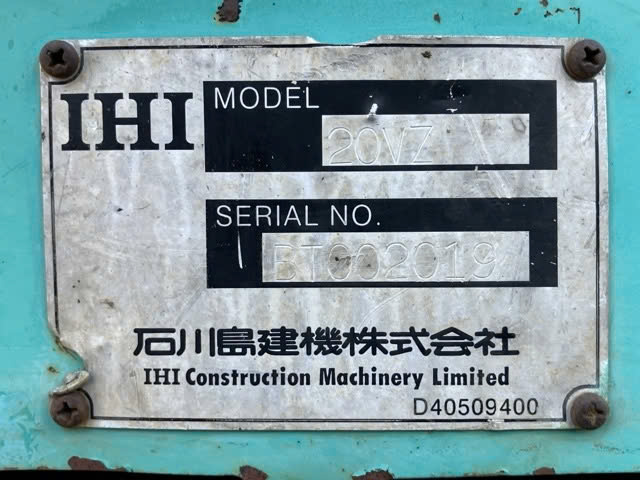 IHI
MODEL
20VZ
SERIAL NO.
BT002019
石川島建機株式会社
IHI Construction Machinery Limited
D40509400